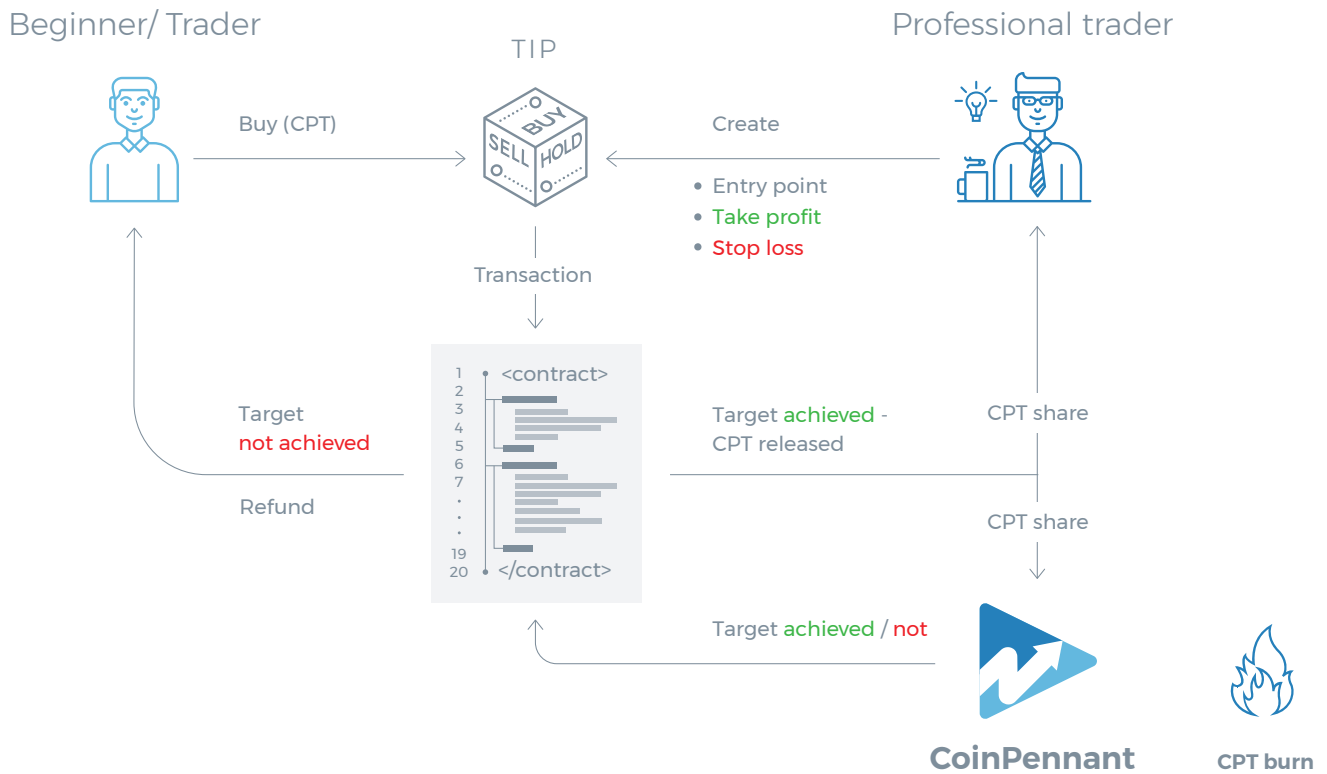 Beginner/ Trader
TIP
Professional trader
Buy (CPT)
BUY
SELL
HOLD
Create
Entry point
Take profit
Stop loss
Transaction
1
2
3
4
5
6
7
.
.
.
19
20
<contract>
</contract>
Target
not achieved
Refund
Target achieved -
CPT released
CPT share
CPT share
Target achieved / not
CoinPennant
CPT burn